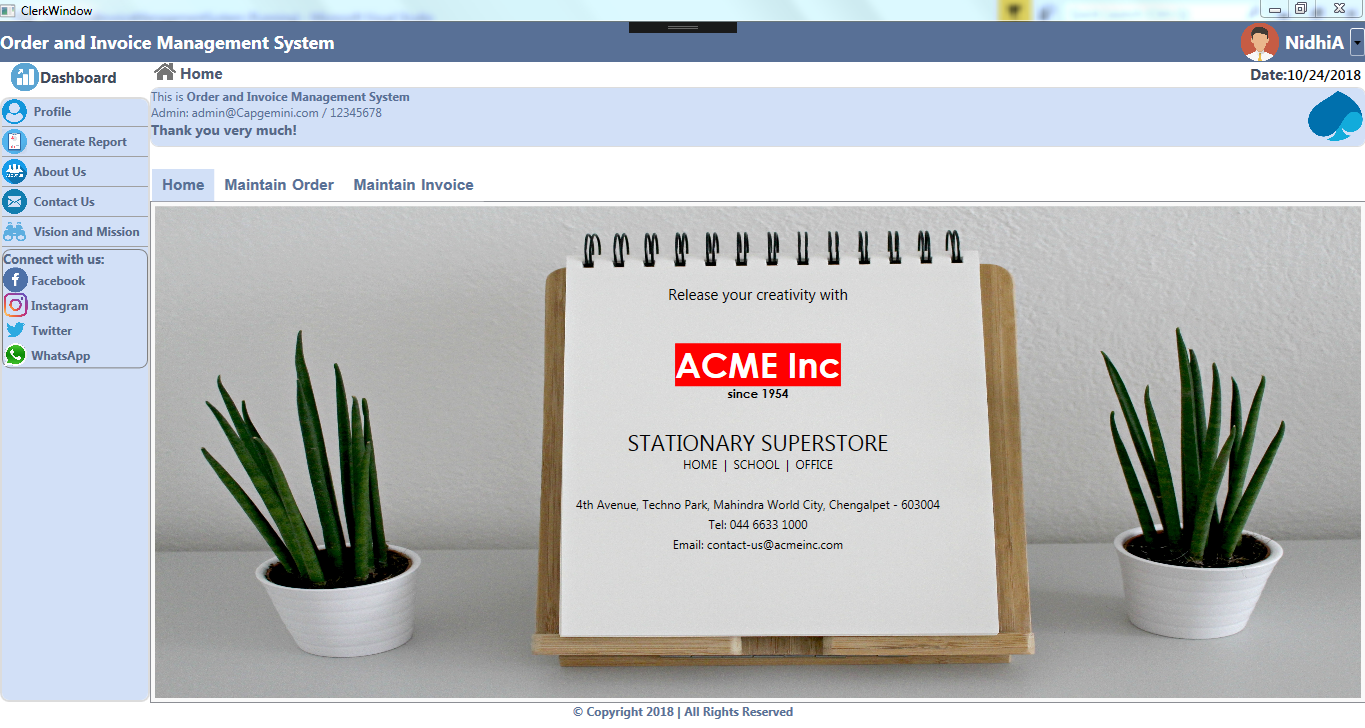 ClerkWindow
Order and Invoice Management System
NidhiA
Dashboard
Home
Date:10/24/2018
This is Order and Invoice Management System
Admin: admin@Capgemini.com / 12345678
Thank you very much!
Profile
Generate Report
About Us
Contact Us
Vision and Mission
Connect with us:
Facebook
Instagram
Twitter
WhatsApp
Home
Maintain Order
Maintain Invoice
Release your creativity with
ACME Inc
since 1954
STATIONARY SUPERSTORE
HOME | SCHOOL | OFFICE
4th Avenue, Techno Park, Mahindra World City, Chengalpet - 603004
Tel: 044 6633 1000
Email: contact-us@acmeinc.com
© Copyright 2018 | All Rights Reserved